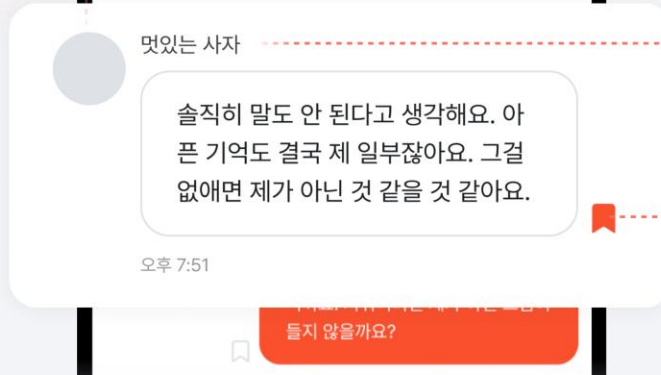 멋있는 사자
솔직히 말도 안 된다고 생각해요. 아
픈 기억도 결국 제 일부잖아요. 그걸
없애면 제가 아닌 것 같을 것 같아요.
오후 7:51
들지 않을까요?